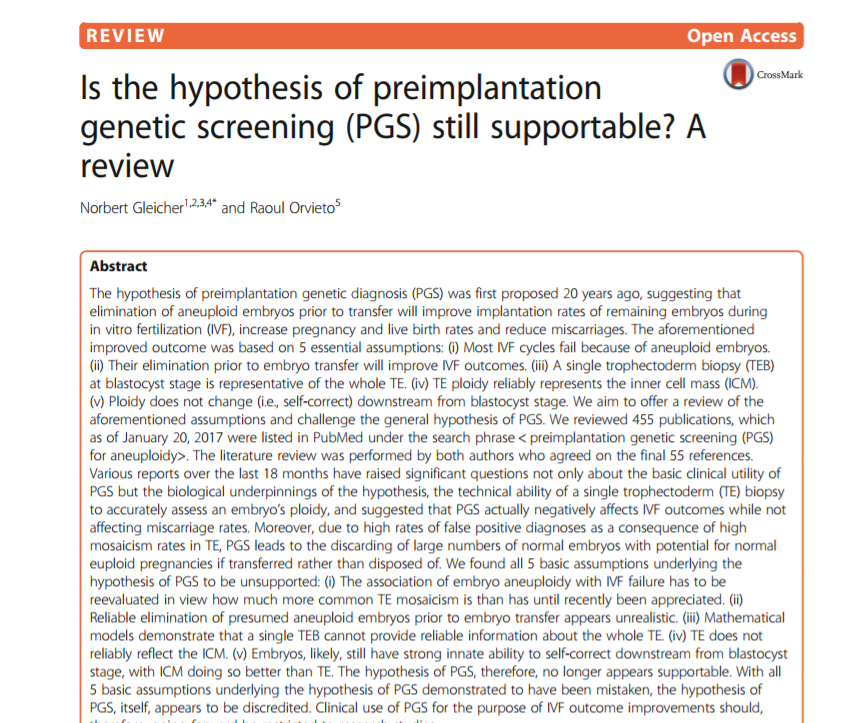 REVIEW
Open Access
CrossMark
Is the hypothesis of preimplantation
genetic screening (PGS) still supportable? A
review
Norbert Gleicher1,2,3,4* and Raoul Orvieto5
Abstract
The hypothesis of preimplantation genetic diagnosis (PGS) was first proposed 20 years ago, suggesting that
elimination of aneuploid embryos prior to transfer will improve implantation rates of remaining embryos during
in vitro fertilization (IVF), increase pregnancy and live birth rates and reduce miscarriages. The aforementioned
improved outcome was based on 5 essential assumptions: (i) Most IVF cycles fail because of aneuploid embryos.
(ii) Their elimination prior to embryo transfer will improve IVF outcomes. (iii) A single trophectoderm biopsy (TEB)
at blastocyst stage is representative of the whole TE. (iv) TE ploidy reliably represents the inner cell mass (ICM).
(v) Ploidy does not change (i.e., self-correct) downstream from blastocyst stage. We aim to offer a review of the
aforementioned assumptions and challenge the general hypothesis of PGS. We reviewed 455 publications, which
as of January 20, 2017 were listed in PubMed under the search phrase < preimplantation genetic screening (PGS)
for aneuploidy>. The literature review was performed by both authors who agreed on the final 55 references.
Various reports over the last 18 months have raised significant questions not only about the basic clinical utility of
PGS but the biological underpinnings of the hypothesis, the technical ability of a single trophectoderm (TE) biopsy
to accurately assess an embryo's ploidy, and suggested that PGS actually negatively affects IVF outcomes while not
affecting miscarriage rates. Moreover, due to high rates of false positive diagnoses as a consequence of high
mosaicism rates in TE, PGS leads to the discarding of large numbers of normal embryos with potential for normal
euploid pregnancies if transferred rather than disposed of. We found all 5 basic assumptions underlying the
hypothesis of PGS to be unsupported: (i) The association of embryo aneuploidy with IVF failure has to be
reevaluated in view how much more common TE mosaicism is than has until recently been appreciated. (ii)
Reliable elimination of presumed aneuploid embryos prior to embryo transfer appears unrealistic. (iii) Mathematical
models demonstrate that a single TEB cannot provide reliable information about the whole TE. (iv) TE does not
reliably reflect the ICM. (v) Embryos, likely, still have strong innate ability to self-correct downstream from blastocyst
stage, with ICM doing so better than TE. The hypothesis of PGS, therefore, no longer appears supportable. With all
5 basic assumptions underlying the hypothesis of PGS demonstrated to have been mistaken, the hypothesis of
PGS, itself, appears to be discredited. Clinical use of PGS for the purpose of IVF outcome improvements should,